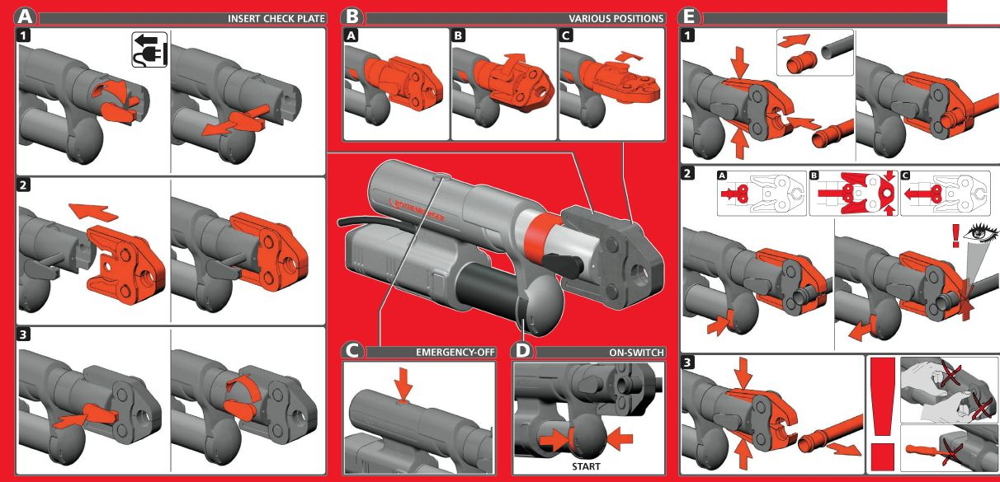 A INSERT CHECK PLATE
1
2
3
B VARIOUS POSITIONS
A B C
ROTHENBERGER
C EMERGENCY-OFF
D ON-SWITCH
START
E
1
2
A B C
3